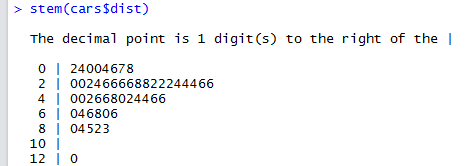 > stem(cars$dist)
The decimal point is 1 digit(s) to the right of the |
0 | 24004678
2 | 002466668822244466
4 | 002668024466
6 | 046806
8 | 04523
10 |
12 | 0